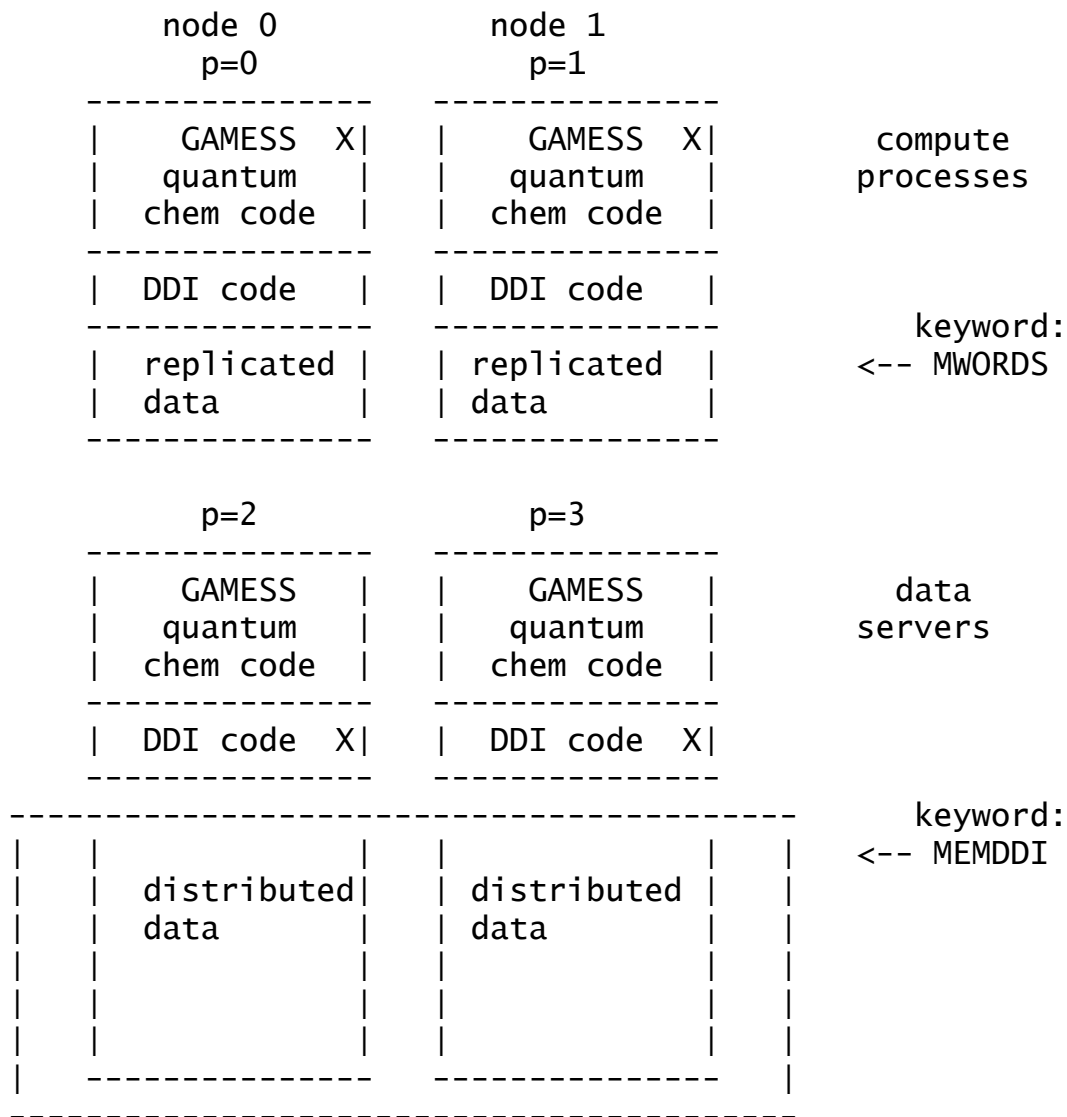 node 0           node 1
          p=0              p=1
    ---------------   ---------------
    |    GAMESS  X|   |    GAMESS  X|       compute
    |   quantum   |   |   quantum   |      processes
    |  chem code  |   |  chem code  |
    ---------------   ---------------
    |  DDI code   |   |  DDI code   |
    ---------------   ---------------          keyword:
    |  replicated |   | replicated  |      <-- MWORDS
    |  data       |   | data        |
    ---------------   ---------------

          p=2              p=3
    ---------------   ---------------
    |    GAMESS   |   |    GAMESS   |        data
    |   quantum   |   |   quantum   |      servers
    |  chem code  |   |  chem code  |
    ---------------   ---------------
    |  DDI code  X|   |  DDI code  X|
    ---------------   ---------------
-----------------------------------------      keyword:
|   |             |   |             |   |  <-- MEMDDI
|   |  distributed|   | distributed |   |
|   |  data       |   | data        |   |
|   |             |   |             |   |
|   |             |   |             |   |
|   |             |   |             |   |
|   ---------------   ---------------   |
-----------------------------------------